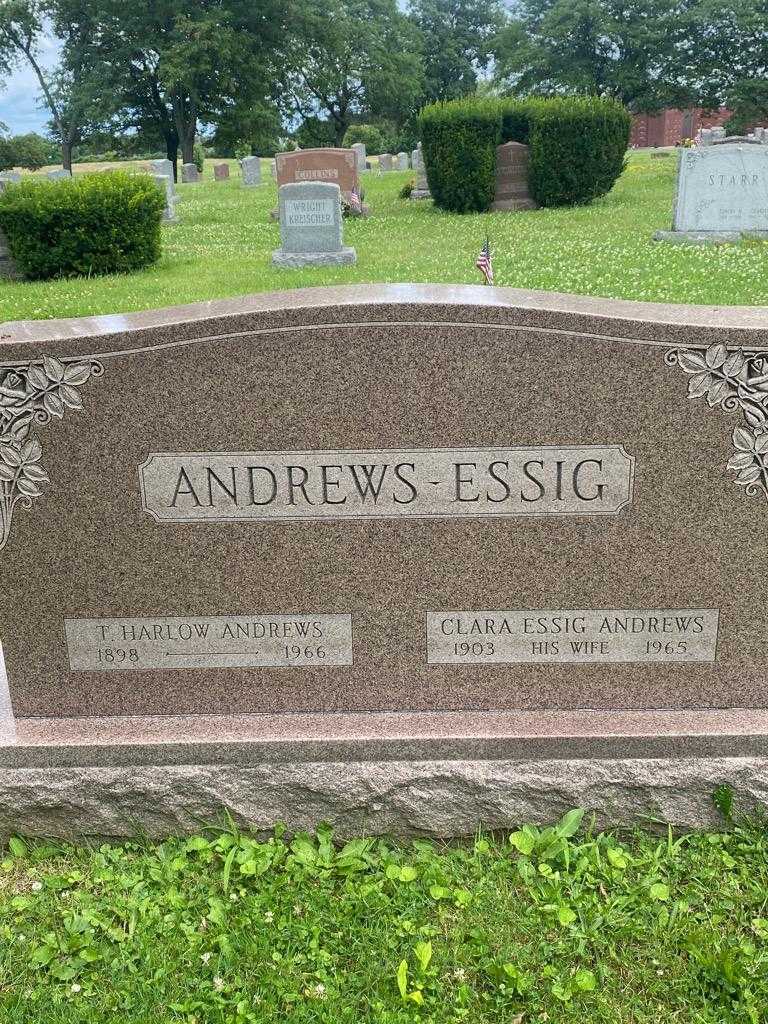 COLLINS
WRIGHT
KREISCHER
STARR
ANDREWS - ESSIG
T. HARLOW ANDREWS
1898 1966
CLARA ESSIG ANDREWS
1903 HIS WIFE 1965